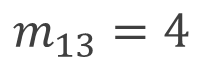 m₁₃ = 4